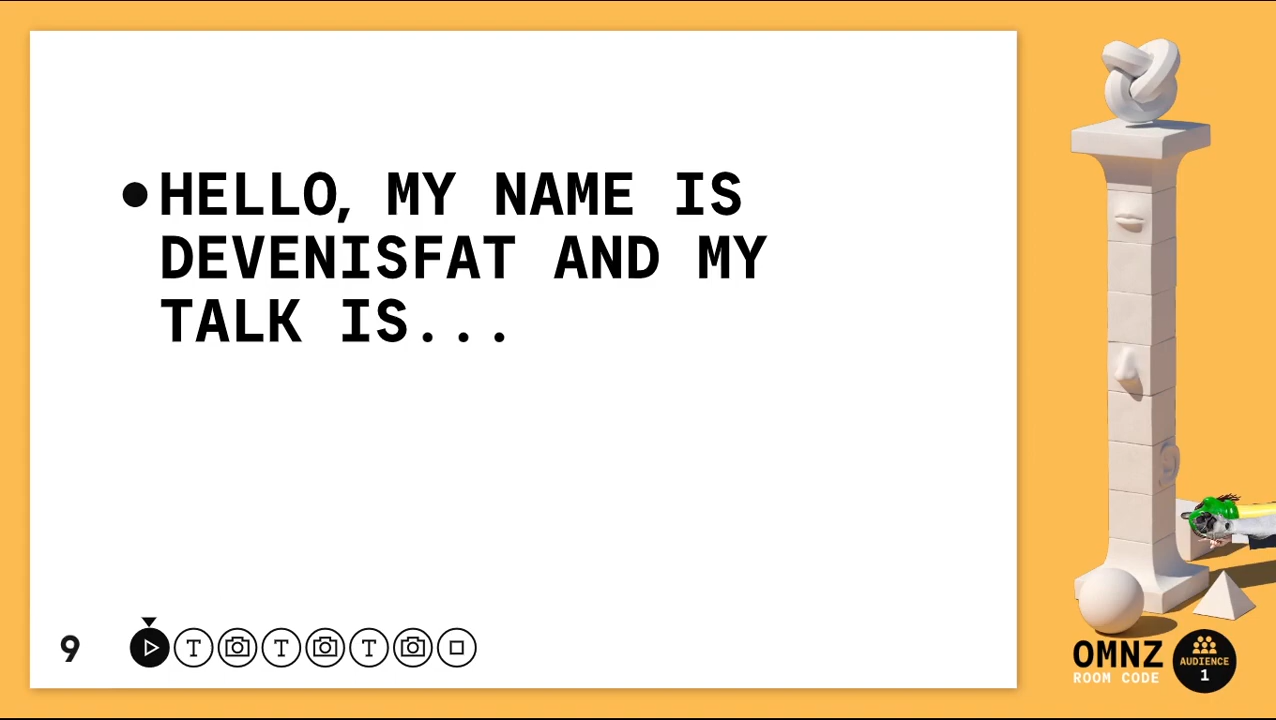 HELLO, MY NAME IS
DEVENISFAT AND MY
TALK IS...
9
T T T
OMNZ
ROOM CODE
AUDIENCE
1